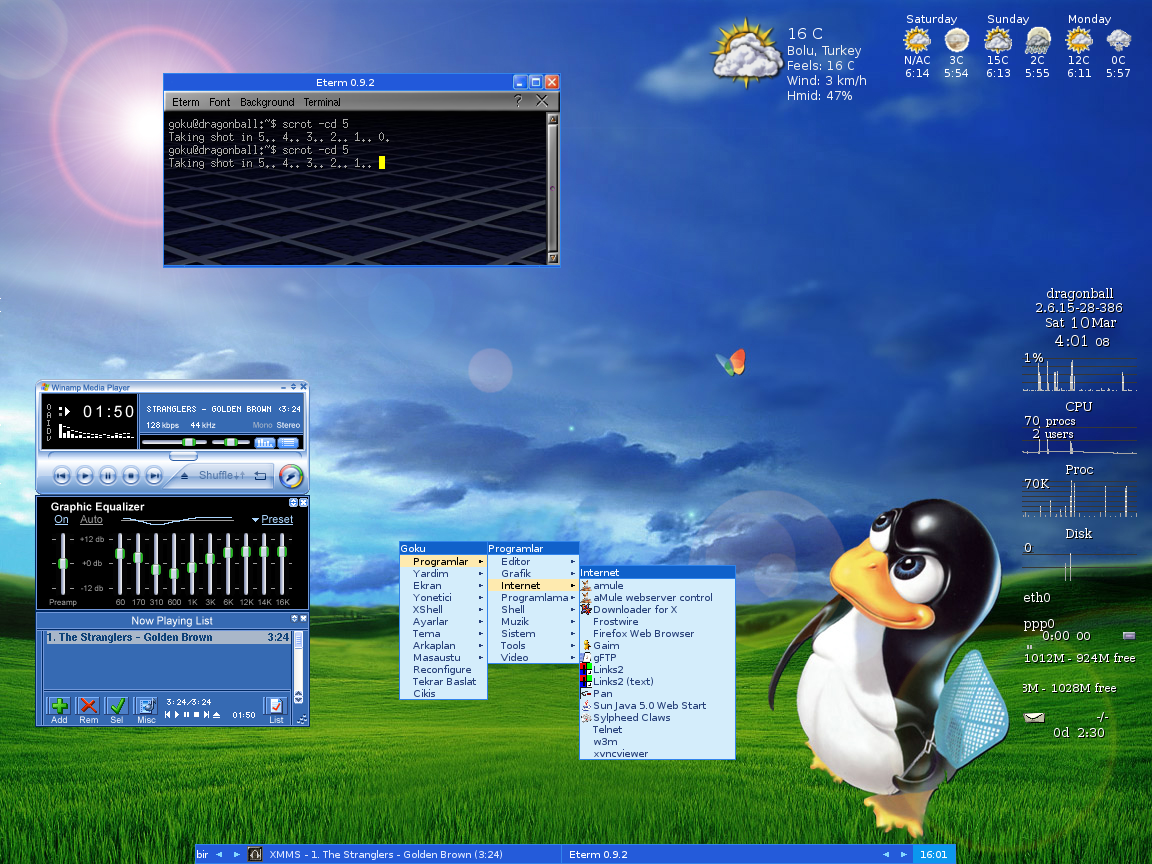 Saturday Sunday Monday
N/AC 3C 15C 2C 12C 0C
6:14 5:54 6:13 5:55 6:11 5:57
16 C
Bolu, Turkey
Feels: 16 C
Wind: 3 km/h
Hmid: 47%
Eterm 0.9.2
Eterm Font Background Terminal ?
goku@dragonball:~$ scrot -cd 5
Taking shot in 5.. 4.. 3.. 2.. 1.. 0.
goku@dragonball:~$ scrot -cd 5
Taking shot in 5.. 4.. 3.. 2.. 1..
dragonball
2.6.15-28-386
Sat 10 Mar
4:01 08
1%
CPU
70 procs
2 users
Proc
70K
Disk
0
eth0
ppp0
0:00 00
1012M - 924M free
3M - 1028M free
-/-
0d 2:30
Winamp Media Player
O A I D V
01:50
STRANGLERS - GOLDEN BROWN <3:24
128 kbps 44 kHz Mono Stereo
Shuffle
Graphic Equalizer
On Auto Preset
+12 db
+0 db
-12 db
Preamp 60 170 310 600 1K 3K 6K 12K 14K 16K
Now Playing List
1. The Stranglers - Golden Brown 3:24
3:24/3:24
01:50
Add Rem Sel Misc List
Goku
Programlar
Yardim
Ekran
Yonetici
XShell
Ayarlar
Tema
Arkaplan
Masaustu
Reconfigure
Tekrar Baslat
Cikis
Programlar
Editor
Grafik
Internet
Programlama
Shell
Muzik
Sistem
Tools
Video
Internet
amule
aMule webserver control
Downloader for X
Frostwire
Firefox Web Browser
Gaim
gFTP
Links2
Links2 (text)
Pan
Sun Java 5.0 Web Start
Sylpheed Claws
Telnet
w3m
xvncviewer
bir XMMS - 1. The Stranglers - Golden Brown (3:24) Eterm 0.9.2 16:01